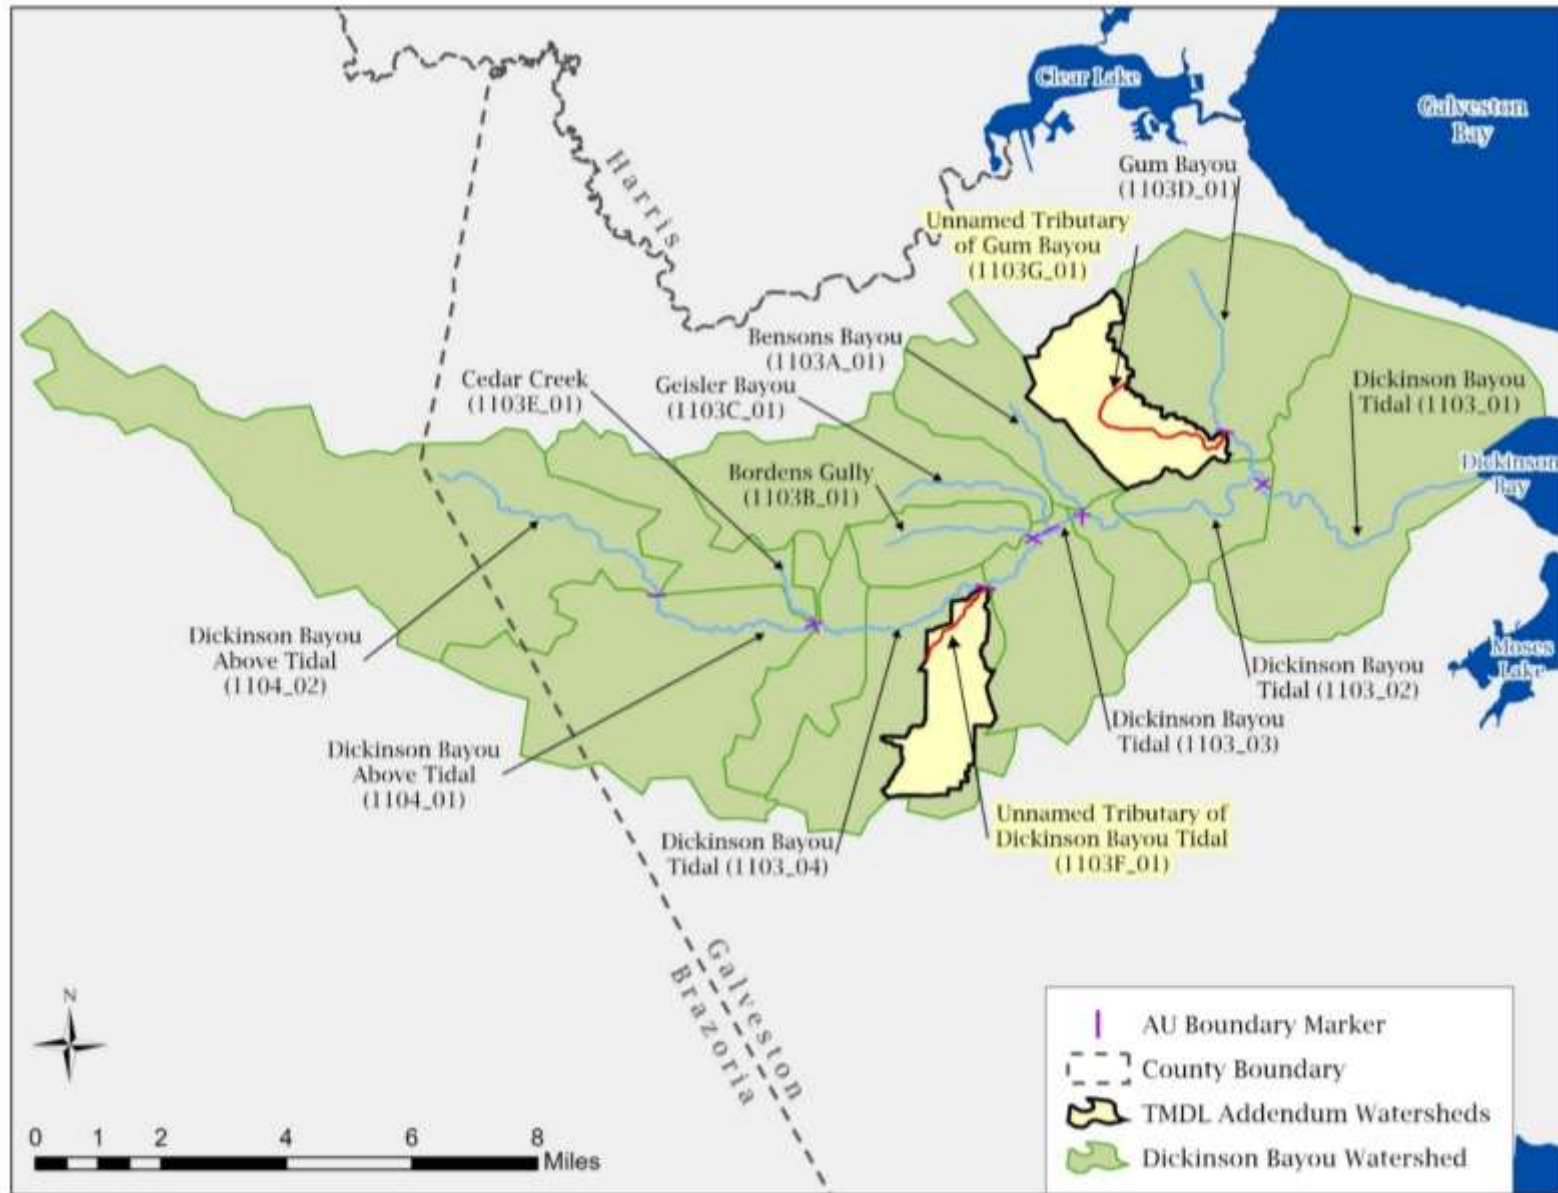 Clear Lake
Galveston
Bay
Gum Bayou
(1103D_01)
Harris
Unnamed Tributary
of Gum Bayou
(1103G_01)
Bensons Bayou
(1103A_01)
Cedar Creek
(1103E_01)
Geisler Bayou
(1103C_01)
Dickinson Bayou
Tidal (1103_01)
Bordens Gully
(1103B_01)
Dickinson
Bay
Dickinson Bayou
Above Tidal
(1104_02)
Moses
Lake
Dickinson Bayou
Tidal (1103_02)
Dickinson Bayou
Tidal (1103_03)
Dickinson Bayou
Above Tidal
(1104_01)
Dickinson Bayou
Tidal (1103_04)
Unnamed Tributary of
Dickinson Bayou Tidal
(1103F_01)
Galveston
Brazoria
N
AU Boundary Marker
County Boundary
TMDL Addendum Watersheds
Dickinson Bayou Watershed
0 1 2 4 6 8
Miles